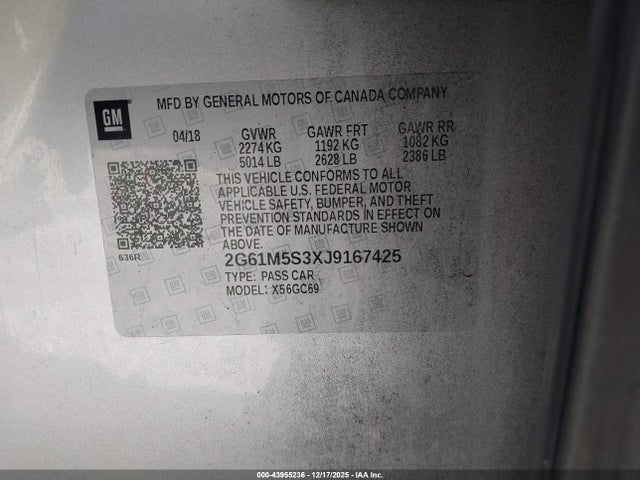 GM
MFD BY GENERAL MOTORS OF CANADA COMPANY
04/18 GVWR GAWR FRT GAWR RR
2274 KG 1192 KG 1082 KG
5014 LB 2628 LB 2386 LB
THIS VEHICLE CONFORMS TO ALL
APPLICABLE U.S. FEDERAL MOTOR
VEHICLE SAFETY, BUMPER, AND THEFT
PREVENTION STANDARDS IN EFFECT ON
THE DATE OF MANUFACTURE SHOWN
ABOVE.
636R
2G61M5S3XJ9167425
TYPE: PASS CAR
MODEL: X56GC69
000-43955236 - 12/17/2025 - IAA Inc.